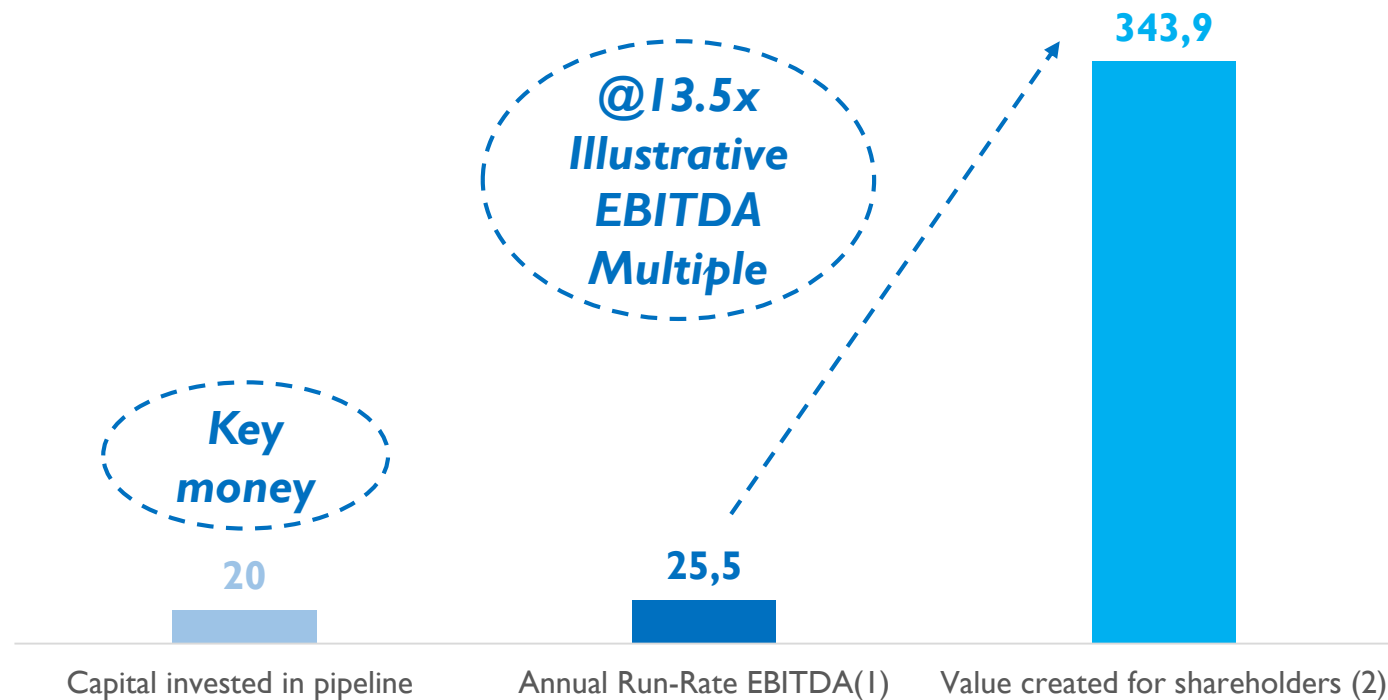 343,9
@13.5x
Illustrative
EBITDA
Multiple
Key
money
20
25,5
Capital invested in pipeline
Annual Run-Rate EBITDA(1)
Value created for shareholders (2)